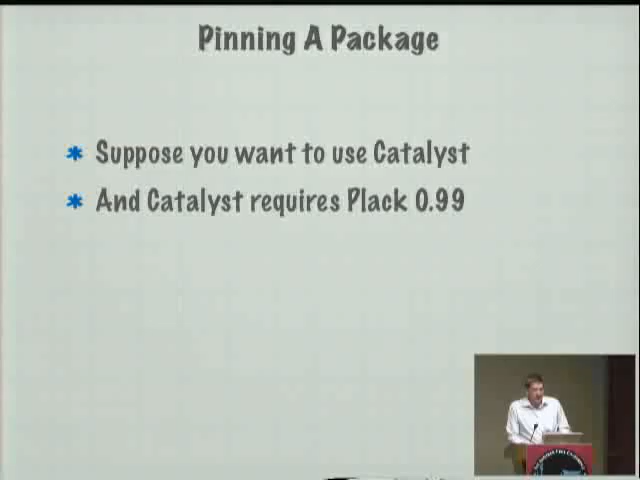 Pinning A Package
Suppose you want to use Catalyst
And Catalyst requires Plack 0.99